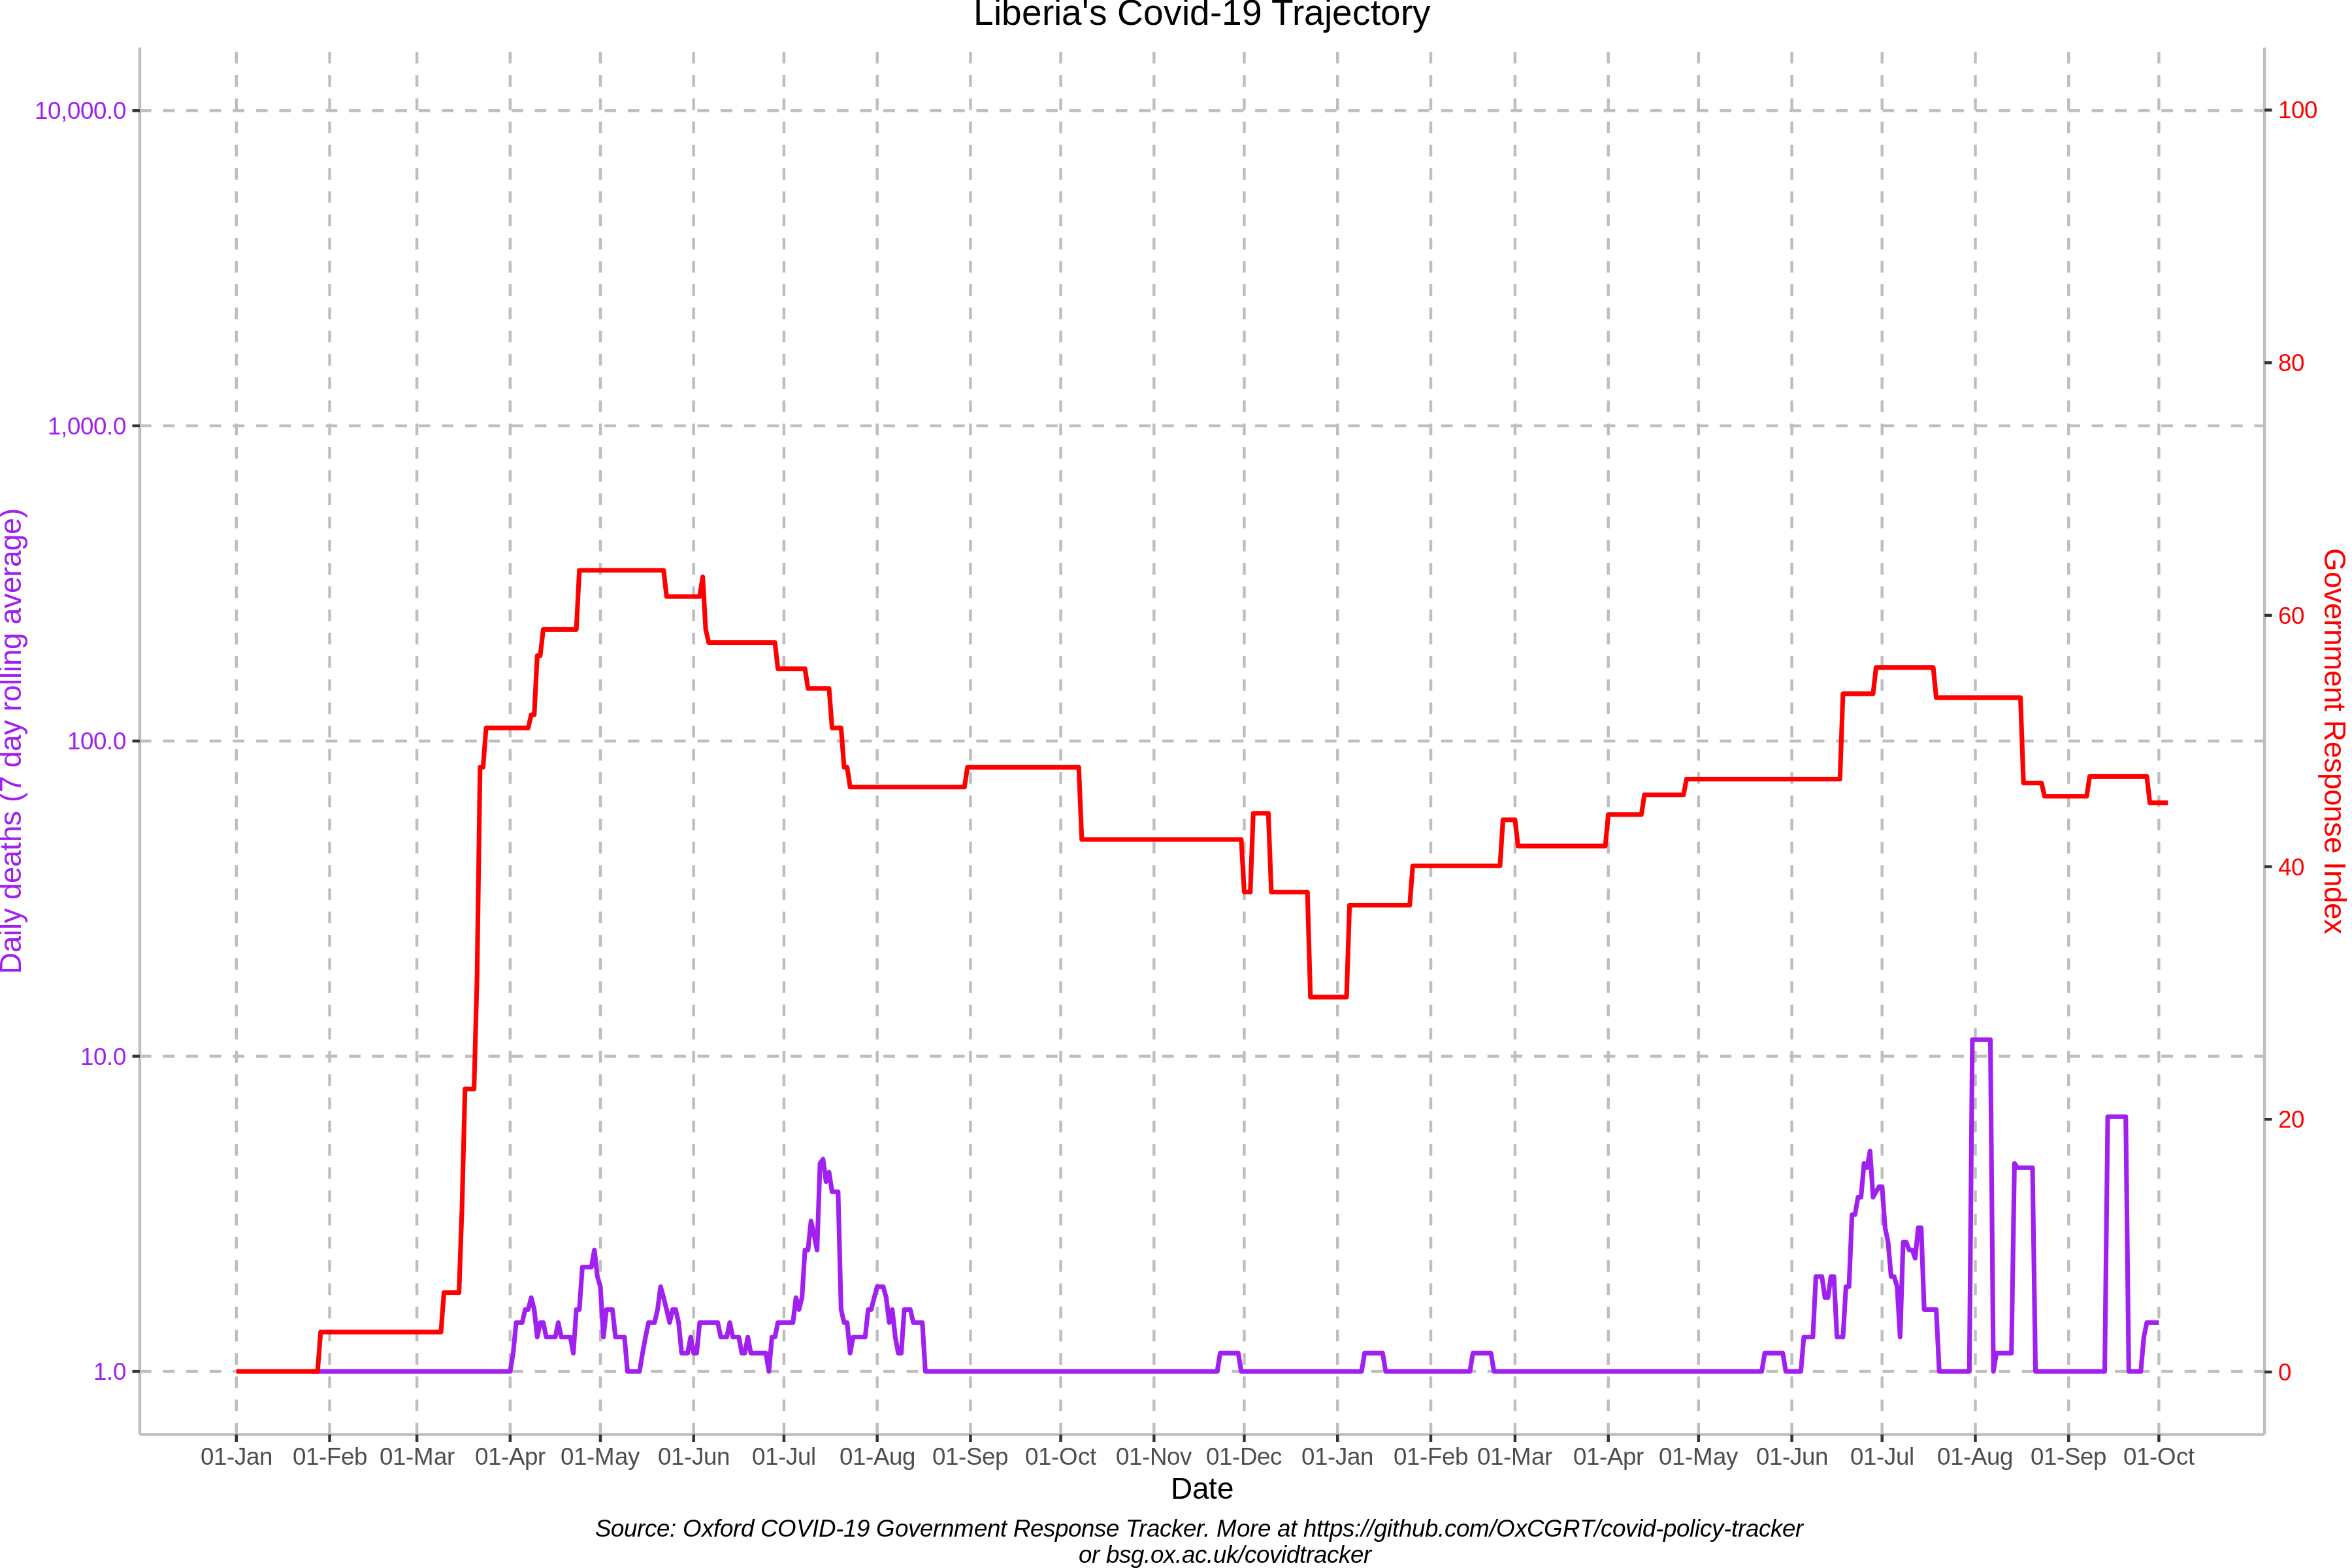 Liberia's Covid-19 Trajectory
10,000.0
1,000.0
100.0
10.0
1.0
Daily deaths (7 day rolling average)
100
80
60
40
20
0
Government Response Index
01-Jan 01-Feb 01-Mar 01-Apr 01-May 01-Jun 01-Jul 01-Aug 01-Sep 01-Oct 01-Nov 01-Dec 01-Jan 01-Feb 01-Mar 01-Apr 01-May 01-Jun 01-Jul 01-Aug 01-Sep 01-Oct
Date
Source: Oxford COVID-19 Government Response Tracker. More at https://github.com/OxCGRT/covid-policy-tracker
or bsg.ox.ac.uk/covidtracker